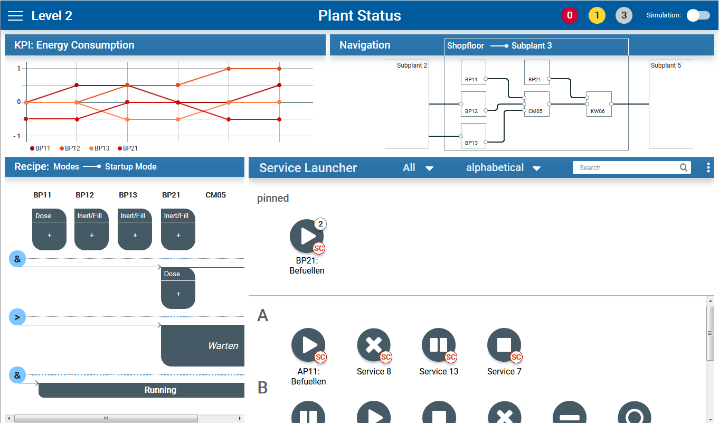 Level 2
Plant Status
0
1
3
Simulation:
KPI: Energy Consumption
1
0
- 1
BP11
BP12
BP13
BP21
Navigation
Shopfloor
Subplant 3
Subplant 2
BP11
BP21
Subplant 5
BP12
CM05
KW06
BP13
Recipe: Modes
Startup Mode
BP11
BP12
BP13
BP21
CM05
Dose
Inert/Fill
Inert/Fill
Inert/Fill
+
+
+
+
&
Dose
+
>
Warten
&
Running
Service Launcher
All
alphabetical
Search
pinned
2
SC
BP21:
Befuellen
A
SC
SC
SC
SC
AP11:
Befuellen
Service 8
Service 13
Service 7
B